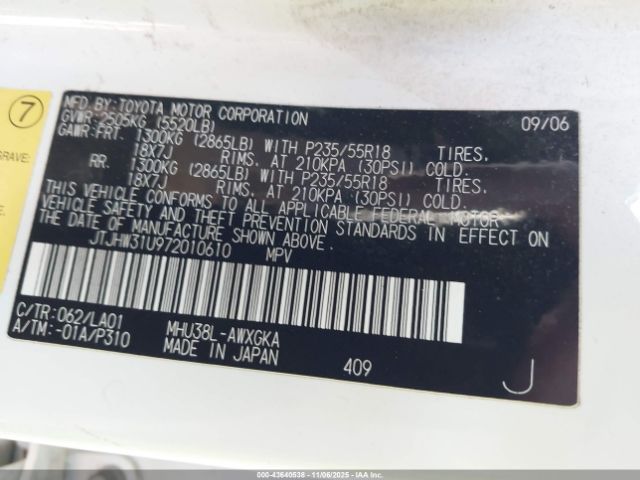 7
GRAVE:
MFD.BY:TOYOTA MOTOR CORPORATION 09/06
GVWR:2505KG (5520LB)
GAWR:FRT. 1300KG (2865LB) WITH P235/55R18 TIRES.
18X7J RIMS. AT 210KPA (30PSI) COLD.
RR. 1300KG (2865LB) WITH P235/55R18 TIRES.
18X7J RIMS. AT 210KPA (30PSI) COLD.
THIS VEHICLE CONFORMS TO ALL APPLICABLE FEDERAL MOTOR
VEHICLE SAFETY AND THEFT PREVENTION STANDARDS IN EFFECT ON
THE DATE OF MANUFACTURE SHOWN ABOVE.
JTJHW31U972010610 MPV
C/TR:062/LA01 MHU38L-AWXGKA
A/TM:-01A/P310 MADE IN JAPAN 409 J
000-43640538 - 11/06/2025 - IAAI.COM